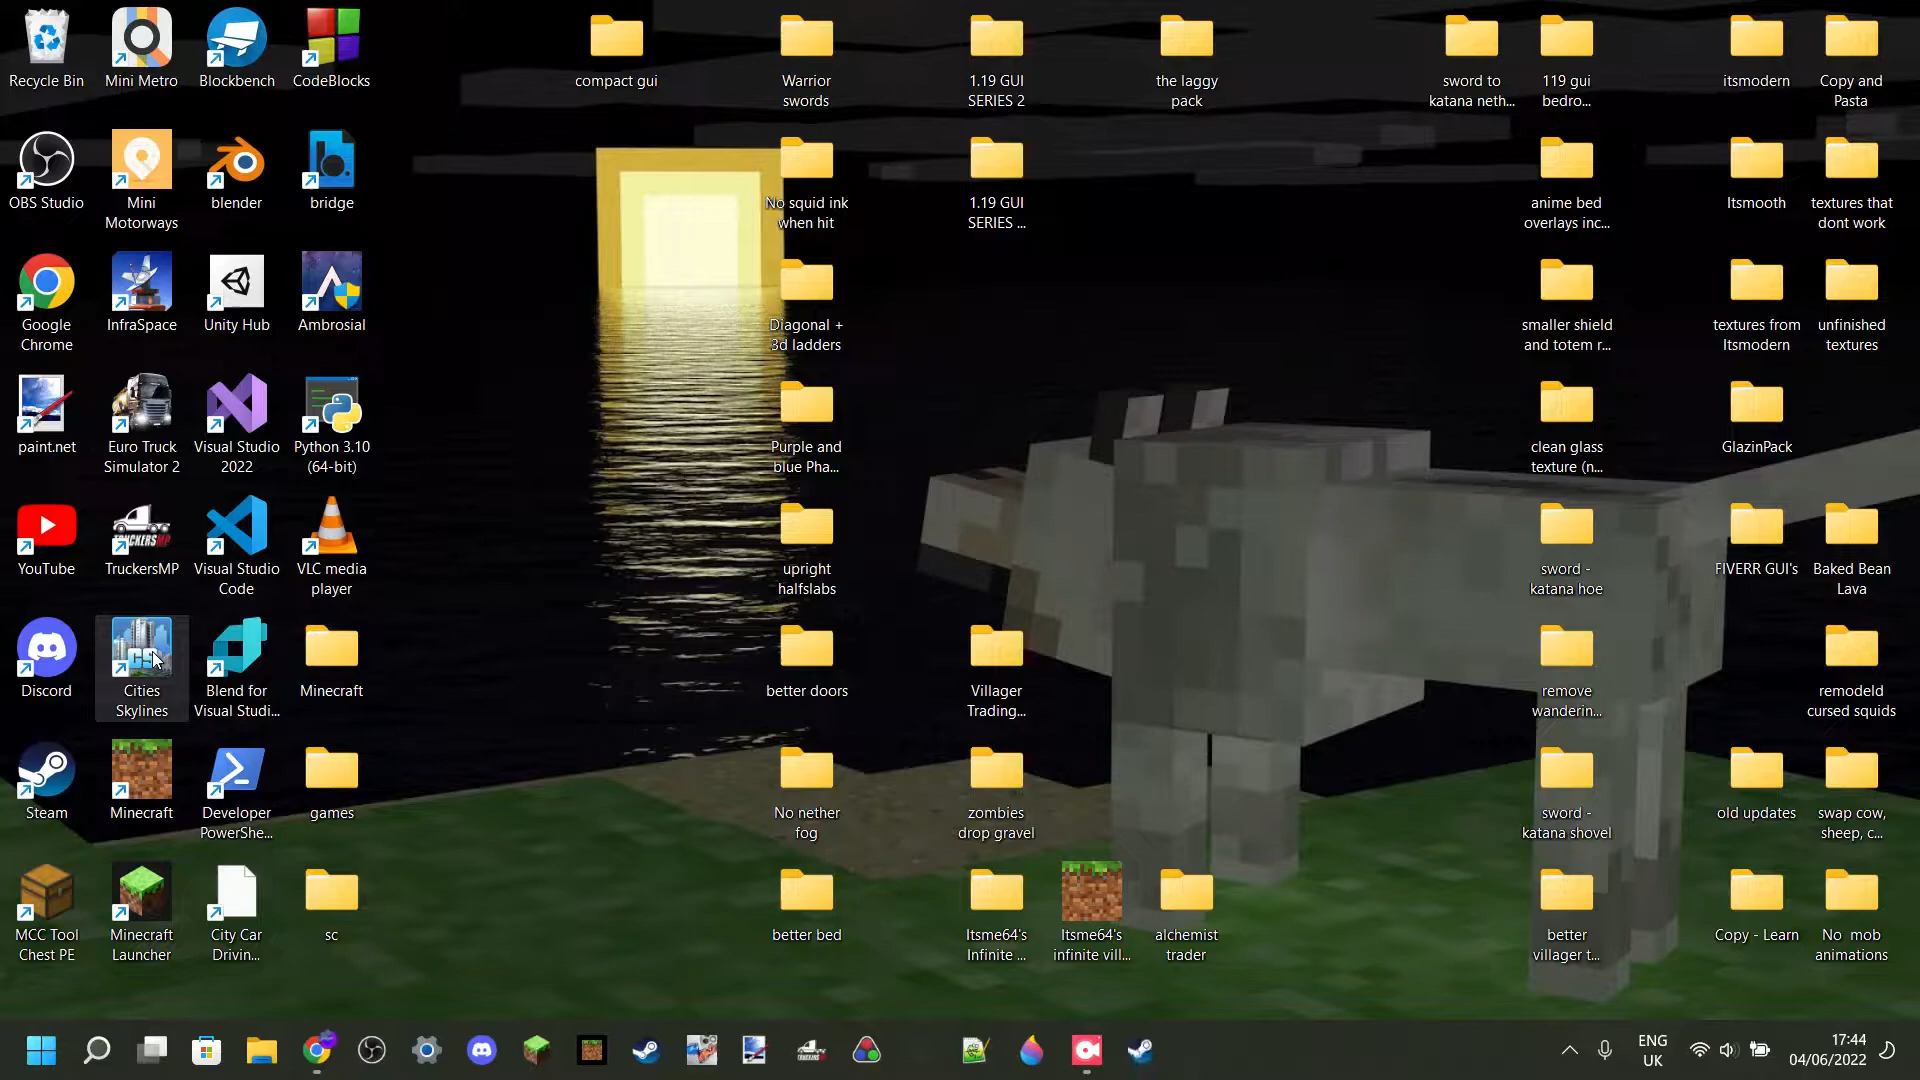 Recycle Bin
Mini Metro
Blockbench
CodeBlocks
compact gui
Warrior
swords
1.19 GUI
SERIES 2
the laggy
pack
sword to
katana neth...
119 gui
bedro...
itsmodern
Copy and
Pasta
OBS Studio
Mini
Motorways
blender
bridge
No squid ink
when hit
1.19 GUI
SERIES ...
anime bed
overlays inc...
Itsmooth
textures that
dont work
Google
Chrome
InfraSpace
Unity Hub
Ambrosial
Diagonal +
3d ladders
smaller shield
and totem r...
textures from
Itsmodern
unfinished
textures
paint.net
Euro Truck
Simulator 2
Visual Studio
2022
Python 3.10
(64-bit)
Purple and
blue Pha...
clean glass
texture (n...
GlazinPack
YouTube
TRUCKERSMP
TruckersMP
Visual Studio
Code
VLC media
player
upright
halfslabs
sword -
katana hoe
FIVERR GUI's
Baked Bean
Lava
Discord
CS
Cities
Skylines
Blend for
Visual Studi...
Minecraft
better doors
Villager
Trading...
remove
wanderin...
remodeld
cursed squids
Steam
Minecraft
Developer
PowerShe...
games
No nether
fog
zombies
drop gravel
sword -
katana shovel
old updates
swap cow,
sheep, c...
MCC Tool
Chest PE
Minecraft
Launcher
City Car
Drivin...
sc
better bed
Itsme64's
Infinite ...
Itsme64's
infinite vill...
alchemist
trader
better
villager t...
Copy - Learn
No mob
animations
ENG
UK
17:44
04/06/2022